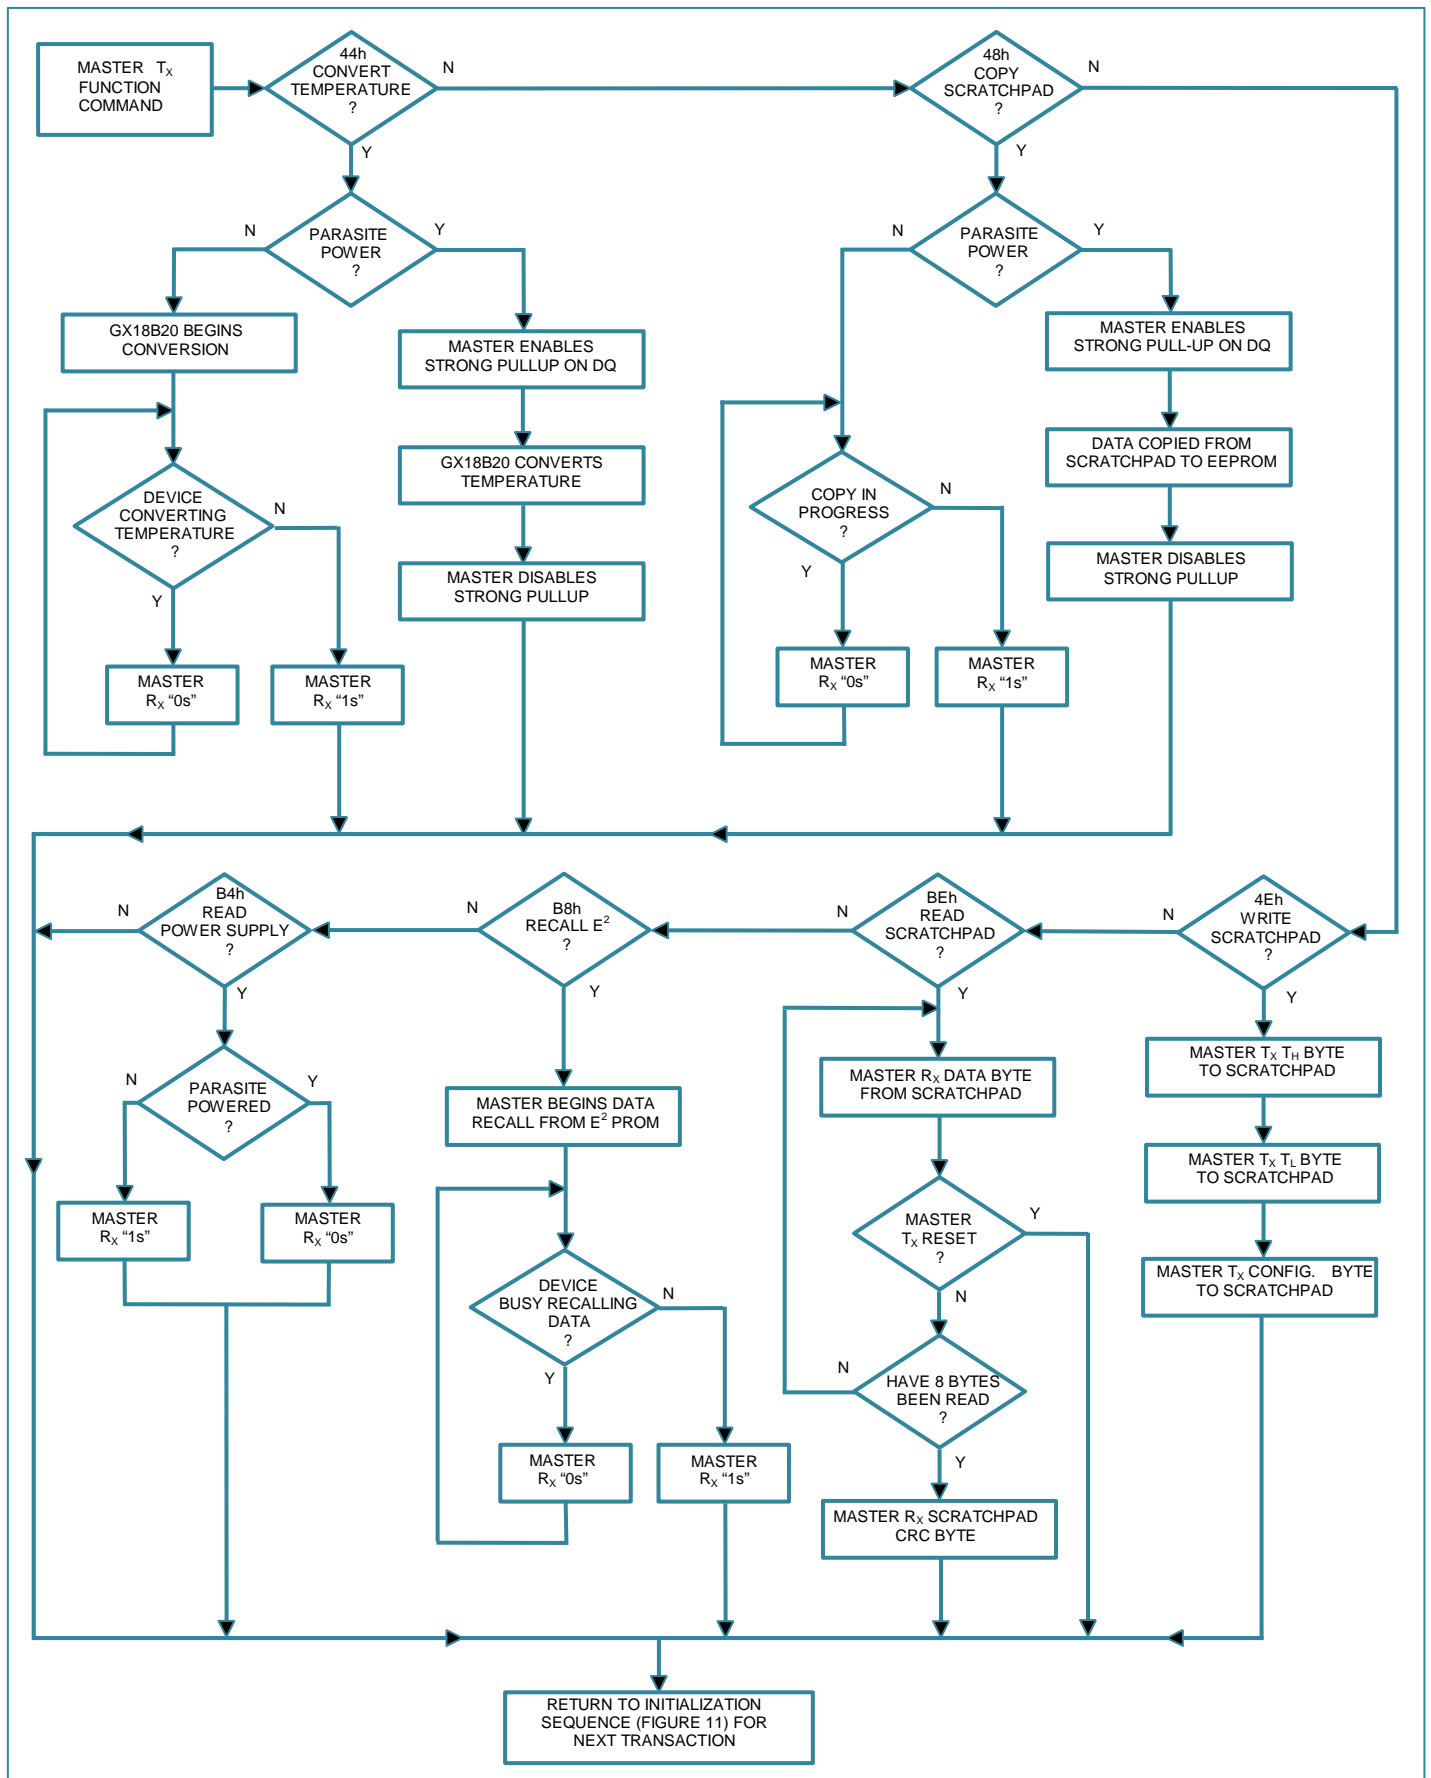 MASTER TX
FUNCTION
COMMAND
44h
CONVERT
TEMPERATURE
?
N
Y
48h
COPY
SCRATCHPAD
?
N
Y
N
PARASITE
POWER
?
Y
N
PARASITE
POWER
?
Y
GX18B20 BEGINS
CONVERSION
MASTER ENABLES
STRONG PULLUP ON DQ
MASTER ENABLES
STRONG PULL-UP ON DQ
GX18B20 CONVERTS
TEMPERATURE
DATA COPIED FROM
SCRATCHPAD TO EEPROM
DEVICE
CONVERTING
TEMPERATURE
?
N
Y
COPY IN
PROGRESS
?
N
Y
MASTER DISABLES
STRONG PULLUP
MASTER DISABLES
STRONG PULLUP
MASTER
RX “0s”
MASTER
RX “1s”
MASTER
RX “0s”
MASTER
RX “1s”
N
B4h
READ
POWER SUPPLY
?
Y
N
B8h
RECALL E2
?
Y
N
BEh
READ
SCRATCHPAD
?
Y
N
4Eh
WRITE
SCRATCHPAD
?
Y
N
PARASITE
POWERED
?
Y
MASTER BEGINS DATA
RECALL FROM E2 PROM
MASTER RX DATA BYTE
FROM SCRATCHPAD
MASTER TX TH BYTE
TO SCRATCHPAD
MASTER TX TL BYTE
TO SCRATCHPAD
MASTER
RX “1s”
MASTER
RX “0s”
MASTER
TX RESET
?
Y
N
MASTER TX CONFIG. BYTE
TO SCRATCHPAD
DEVICE
BUSY RECALLING
DATA
?
N
Y
N
HAVE 8 BYTES
BEEN READ
?
Y
MASTER
RX “0s”
MASTER
RX “1s”
MASTER RX SCRATCHPAD
CRC BYTE
RETURN TO INITIALIZATION
SEQUENCE (FIGURE 11) FOR
NEXT TRANSACTION